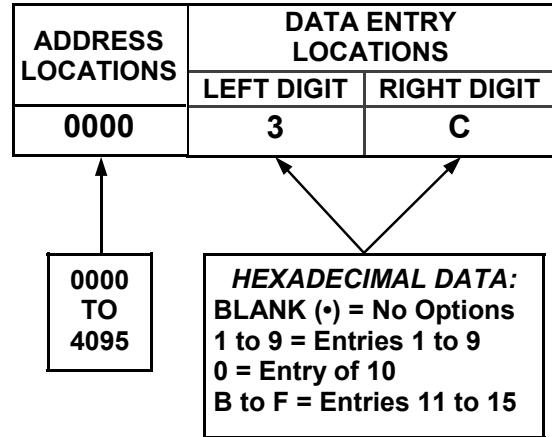 ADDRESS
LOCATIONS
DATA ENTRY
LOCATIONS
LEFT DIGIT
RIGHT DIGIT
0000
3
C
0000
TO
4095
HEXADECIMAL DATA:
BLANK (•) = No Options
1 to 9 = Entries 1 to 9
0 = Entry of 10
B to F = Entries 11 to 15